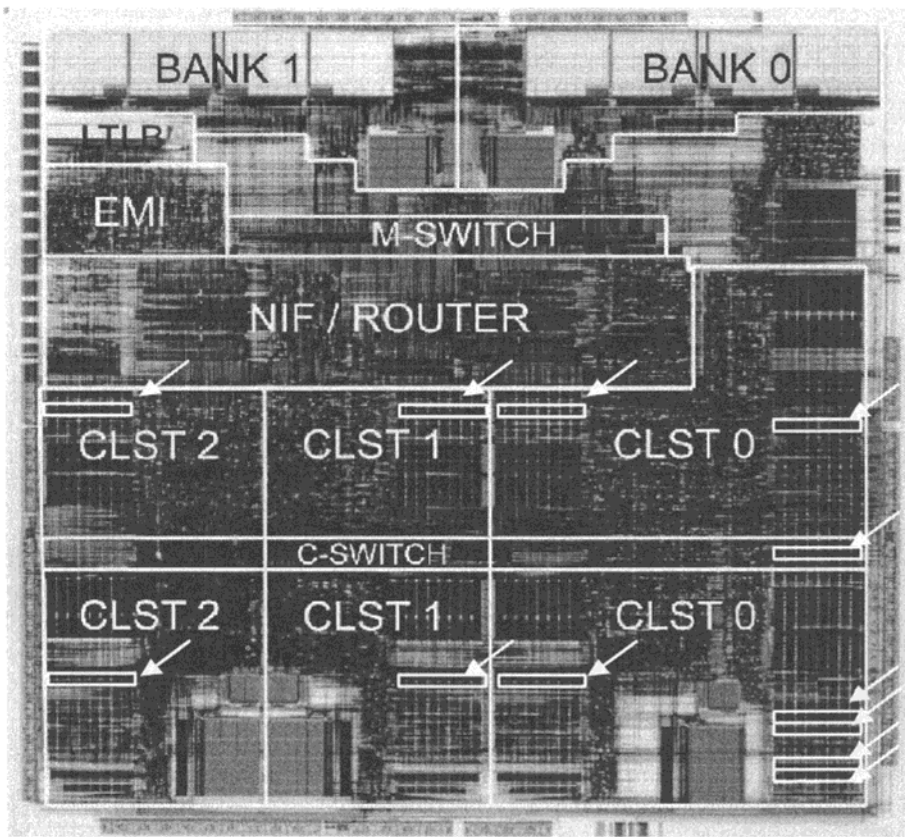 BANK 1
BANK 0
LTLB
EMI
M-SWITCH
NIF / ROUTER
CLST 2
CLST 1
CLST 0
C-SWITCH
CLST 2
CLST 1
CLST 0